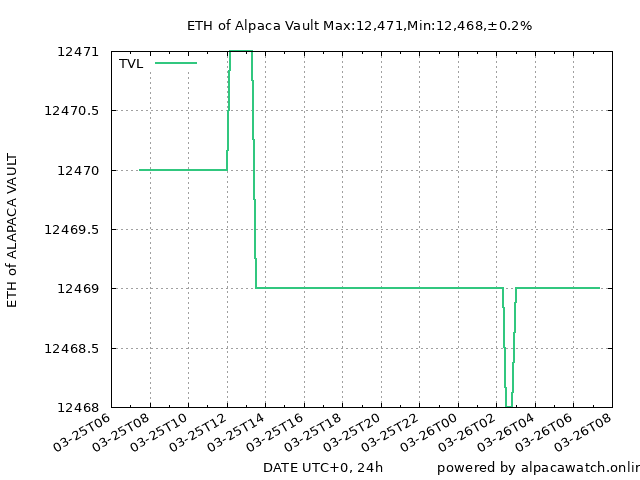 ETH of Alpaca Vault Max:12,471,Min:12,468,±0.2%
TVL
12471
12470.5
12470
12469.5
12469
12468.5
12468
ETH of ALAPACA VAULT
03-25T06
03-25T08
03-25T10
03-25T12
03-25T14
03-25T16
03-25T18
03-25T20
03-25T22
03-26T00
03-26T02
03-26T04
03-26T06
03-26T08
DATE UTC+0, 24h
powered by alpacawatch.onlin